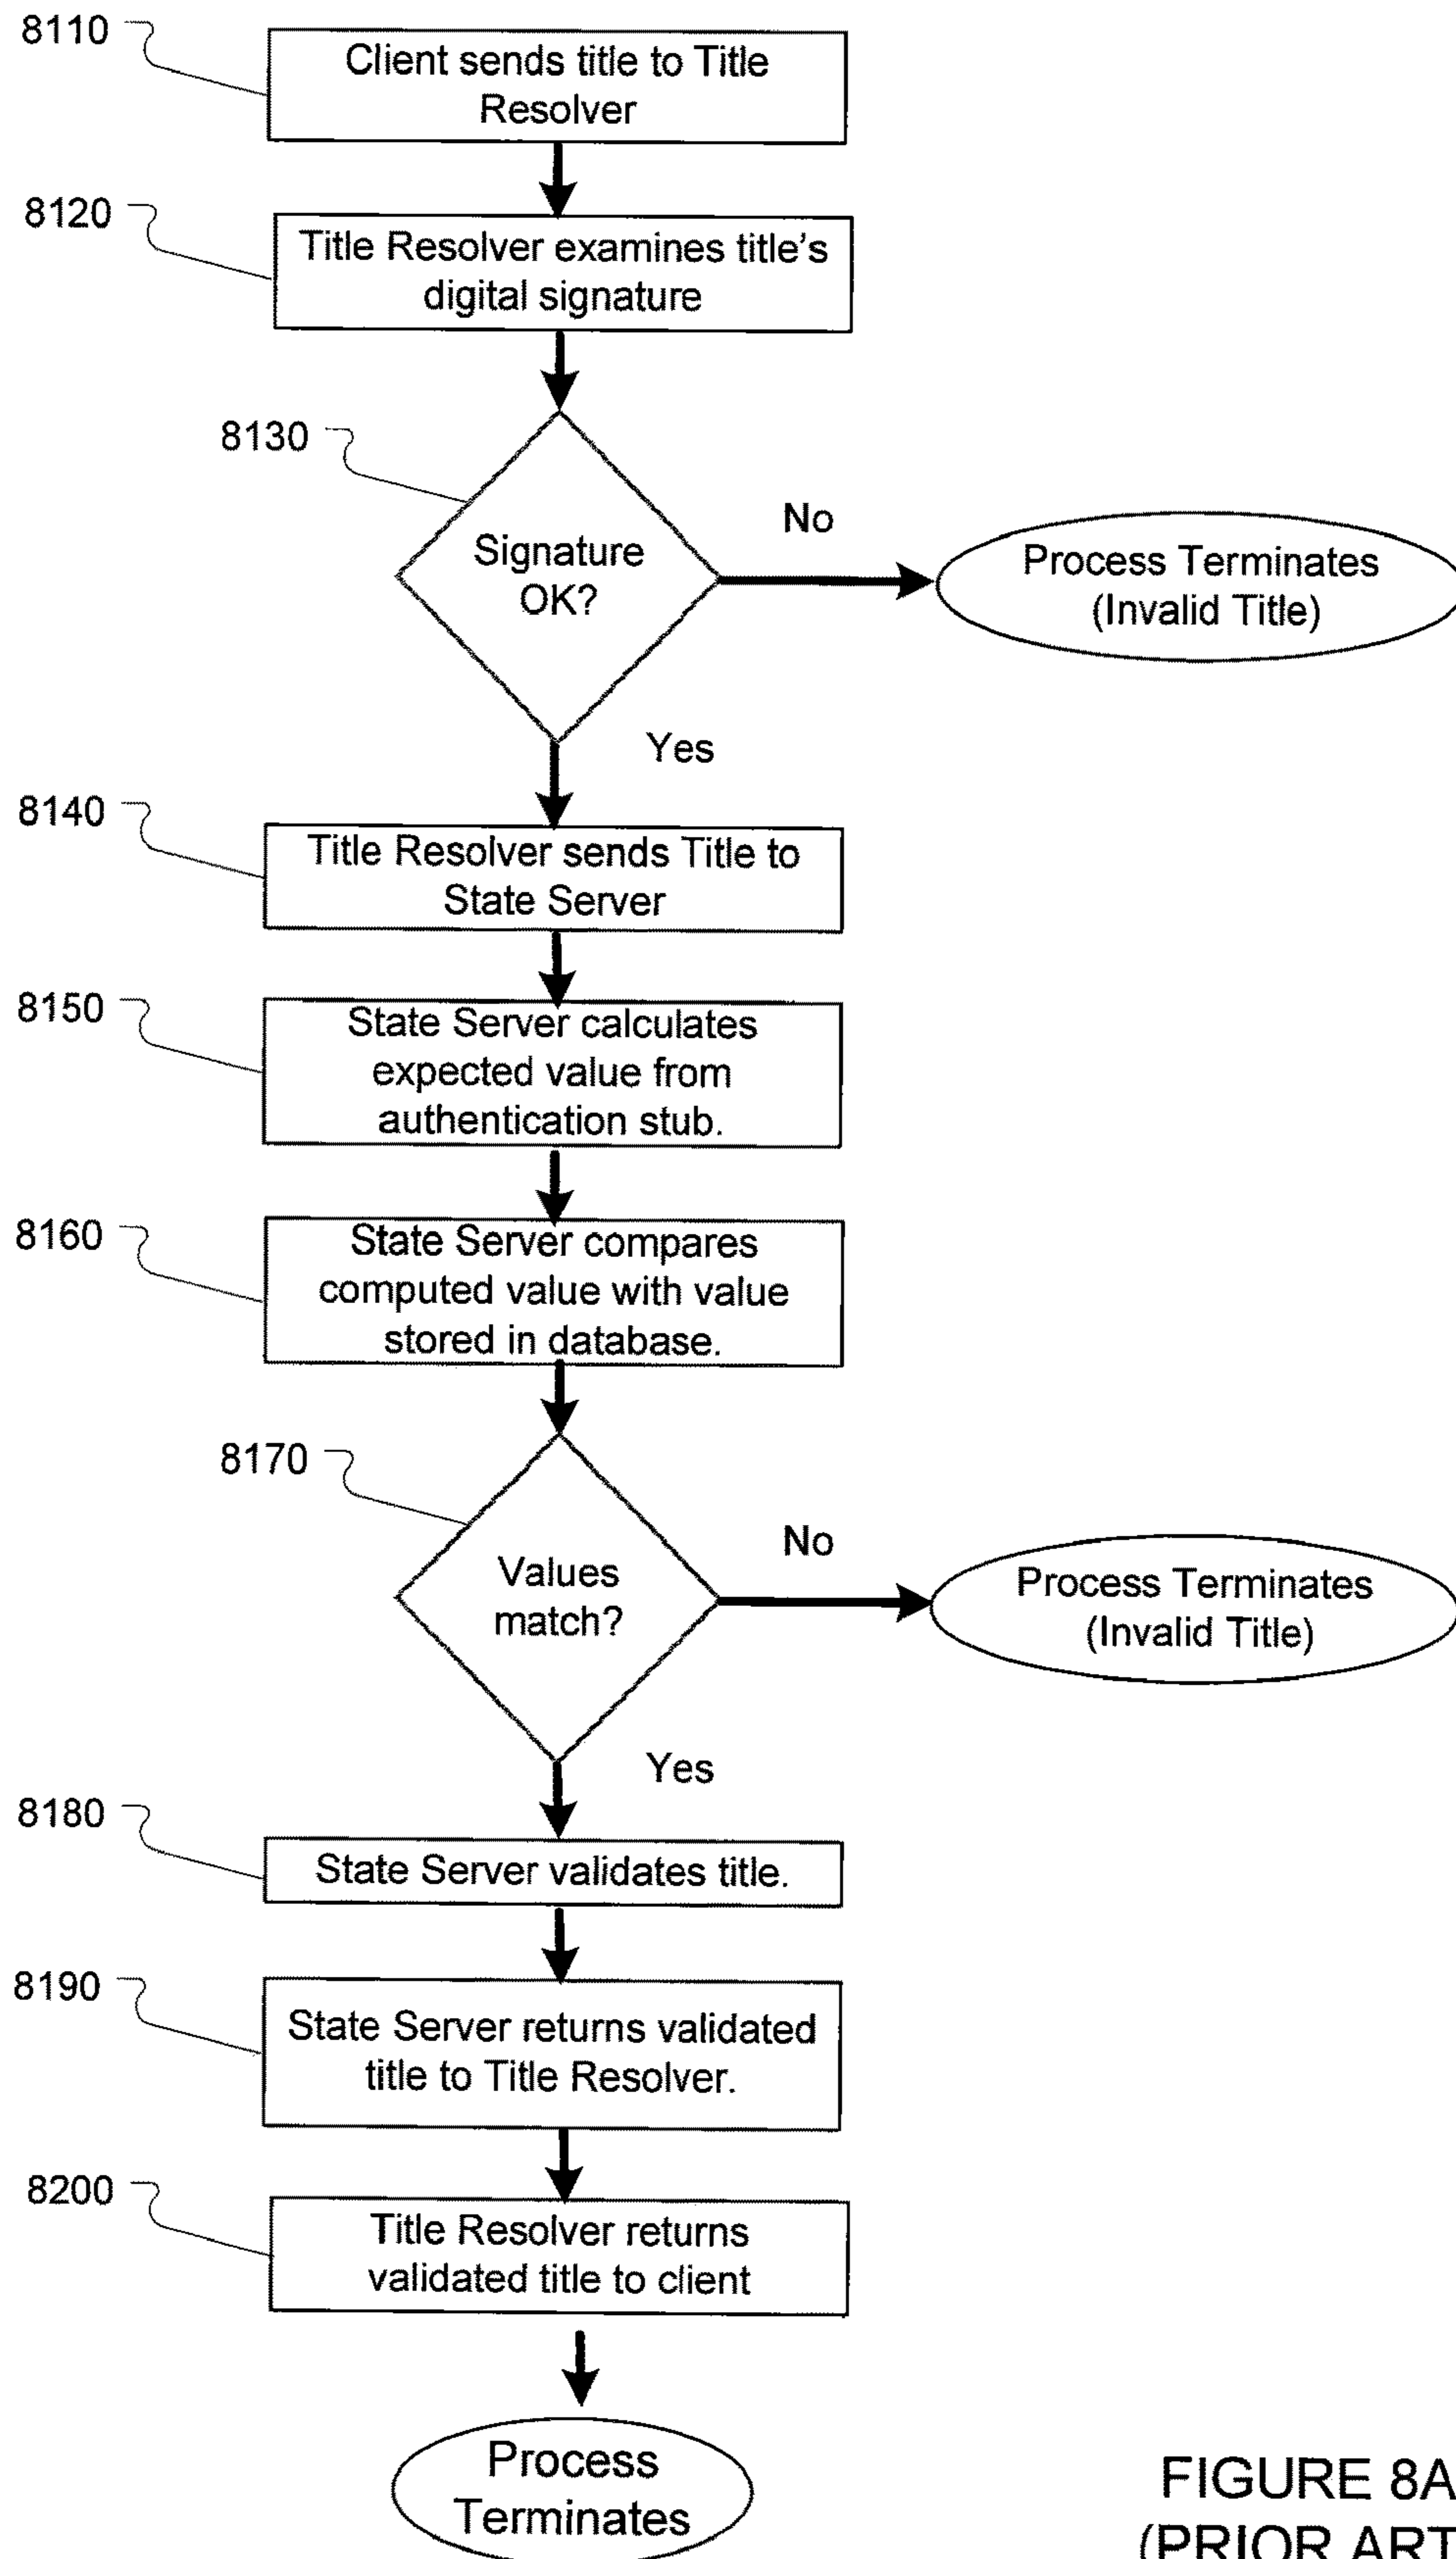 8110
Client sends title to Title
Resolver
8120
Title Resolver examines title's
digital signature
8130
Signature
OK?
No
Process Terminates
(Invalid Title)
Yes
8140
Title Resolver sends Title to
State Server
8150
State Server calculates
expected value from
authentication stub.
8160
State Server compares
computed value with value
stored in database.
8170
Values
match?
No
Process Terminates
(Invalid Title)
Yes
8180
State Server validates title.
8190
State Server returns validated
title to Title Resolver.
8200
Title Resolver returns
validated title to client
Process
Terminates
FIGURE 8A
(PRIOR ART